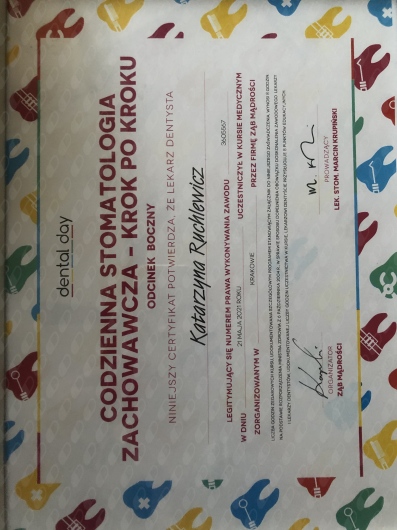 dental day
CODZIENNA STOMATOLOGIA
ZACHOWAWCZA - KROK PO KROKU
ODCINEK BOCZNY
NINIEJSZY CERTYFIKAT POTWIERDZA, ŻE LEKARZ DENTYSTA
Katarzyna Ruchlewicz
LEGITYMUJĄCY SIĘ NUMEREM PRAWA WYKONYWANIA ZAWODU 3605567
W DNIU 21 MAJA 2021 ROKU UCZESTNICZYŁ W KURSIE MEDYCZNYM
ZORGANIZOWANYM W KRAKOWIE PRZEZ FIRMĘ ZĄB MĄDROŚCI
ORGANIZATOR
ZĄB MĄDROŚCI
PROWADZĄCY
LEK. STOM. MARCIN KRUPIŃSKI